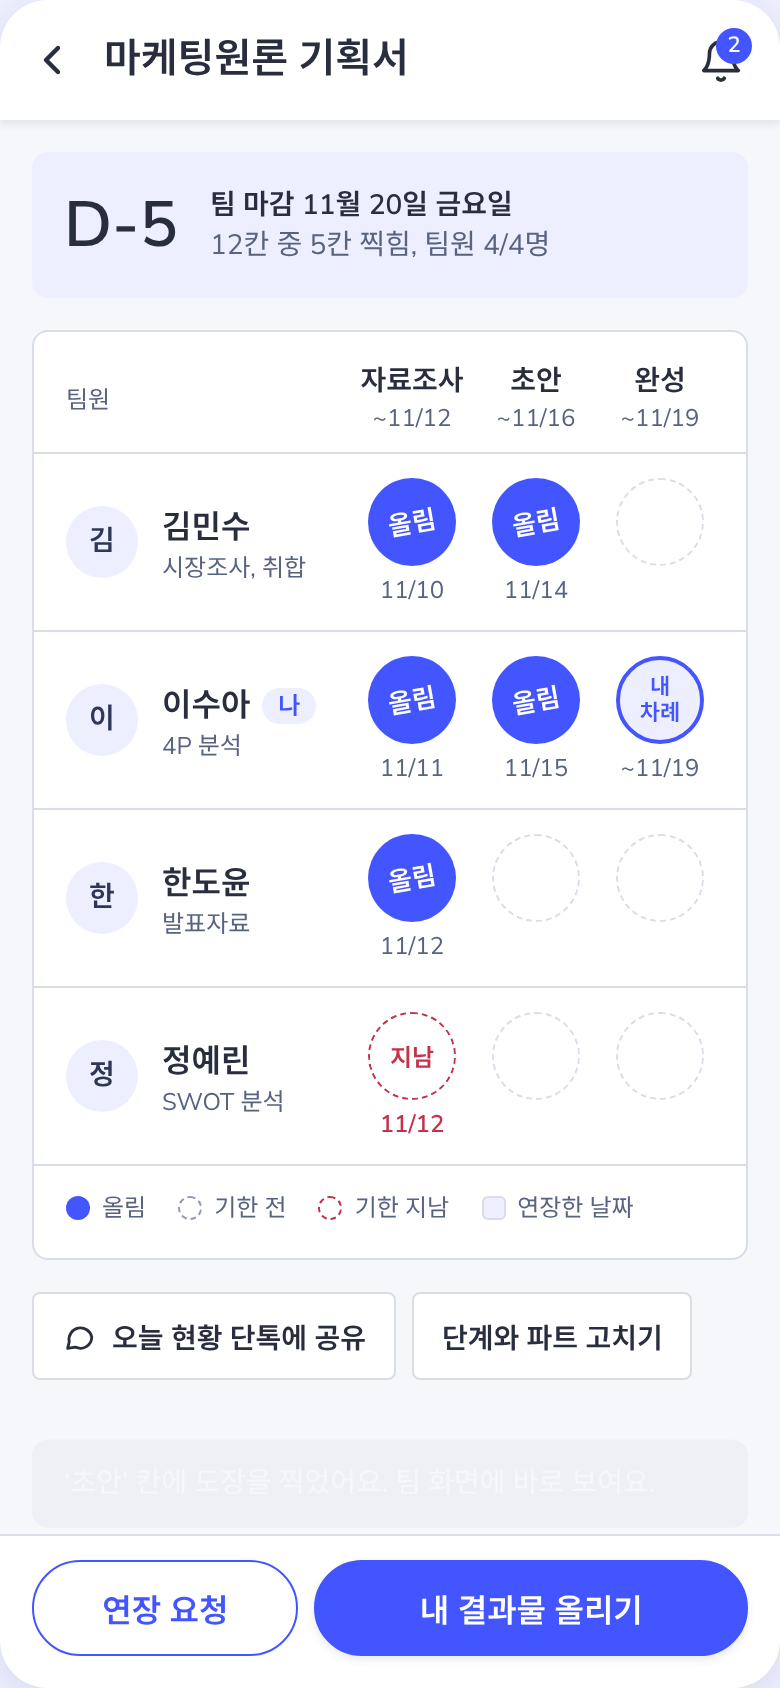 마케팅원론 기획서
2
D-5
팀 마감 11월 20일 금요일
12칸 중 5칸 찍힘, 팀원 4/4명
팀원
자료조사 초안 완성
~11/12 ~11/16 ~11/19
김
김민수
시장조사, 취합
올림 올림
11/10 11/14
이
이수아 나
4P 분석
올림 올림 내 차례
11/11 11/15 ~11/19
한
한도윤
발표자료
올림
11/12
정
정예린
SWOT 분석
지남
11/12
올림 기한 전 기한 지남 연장한 날짜
오늘 현황 단톡에 공유 단계와 파트 고치기
'초안' 칸에 도장을 찍었어요. 팀 화면에 바로 보여요.
연장 요청 내 결과물 올리기